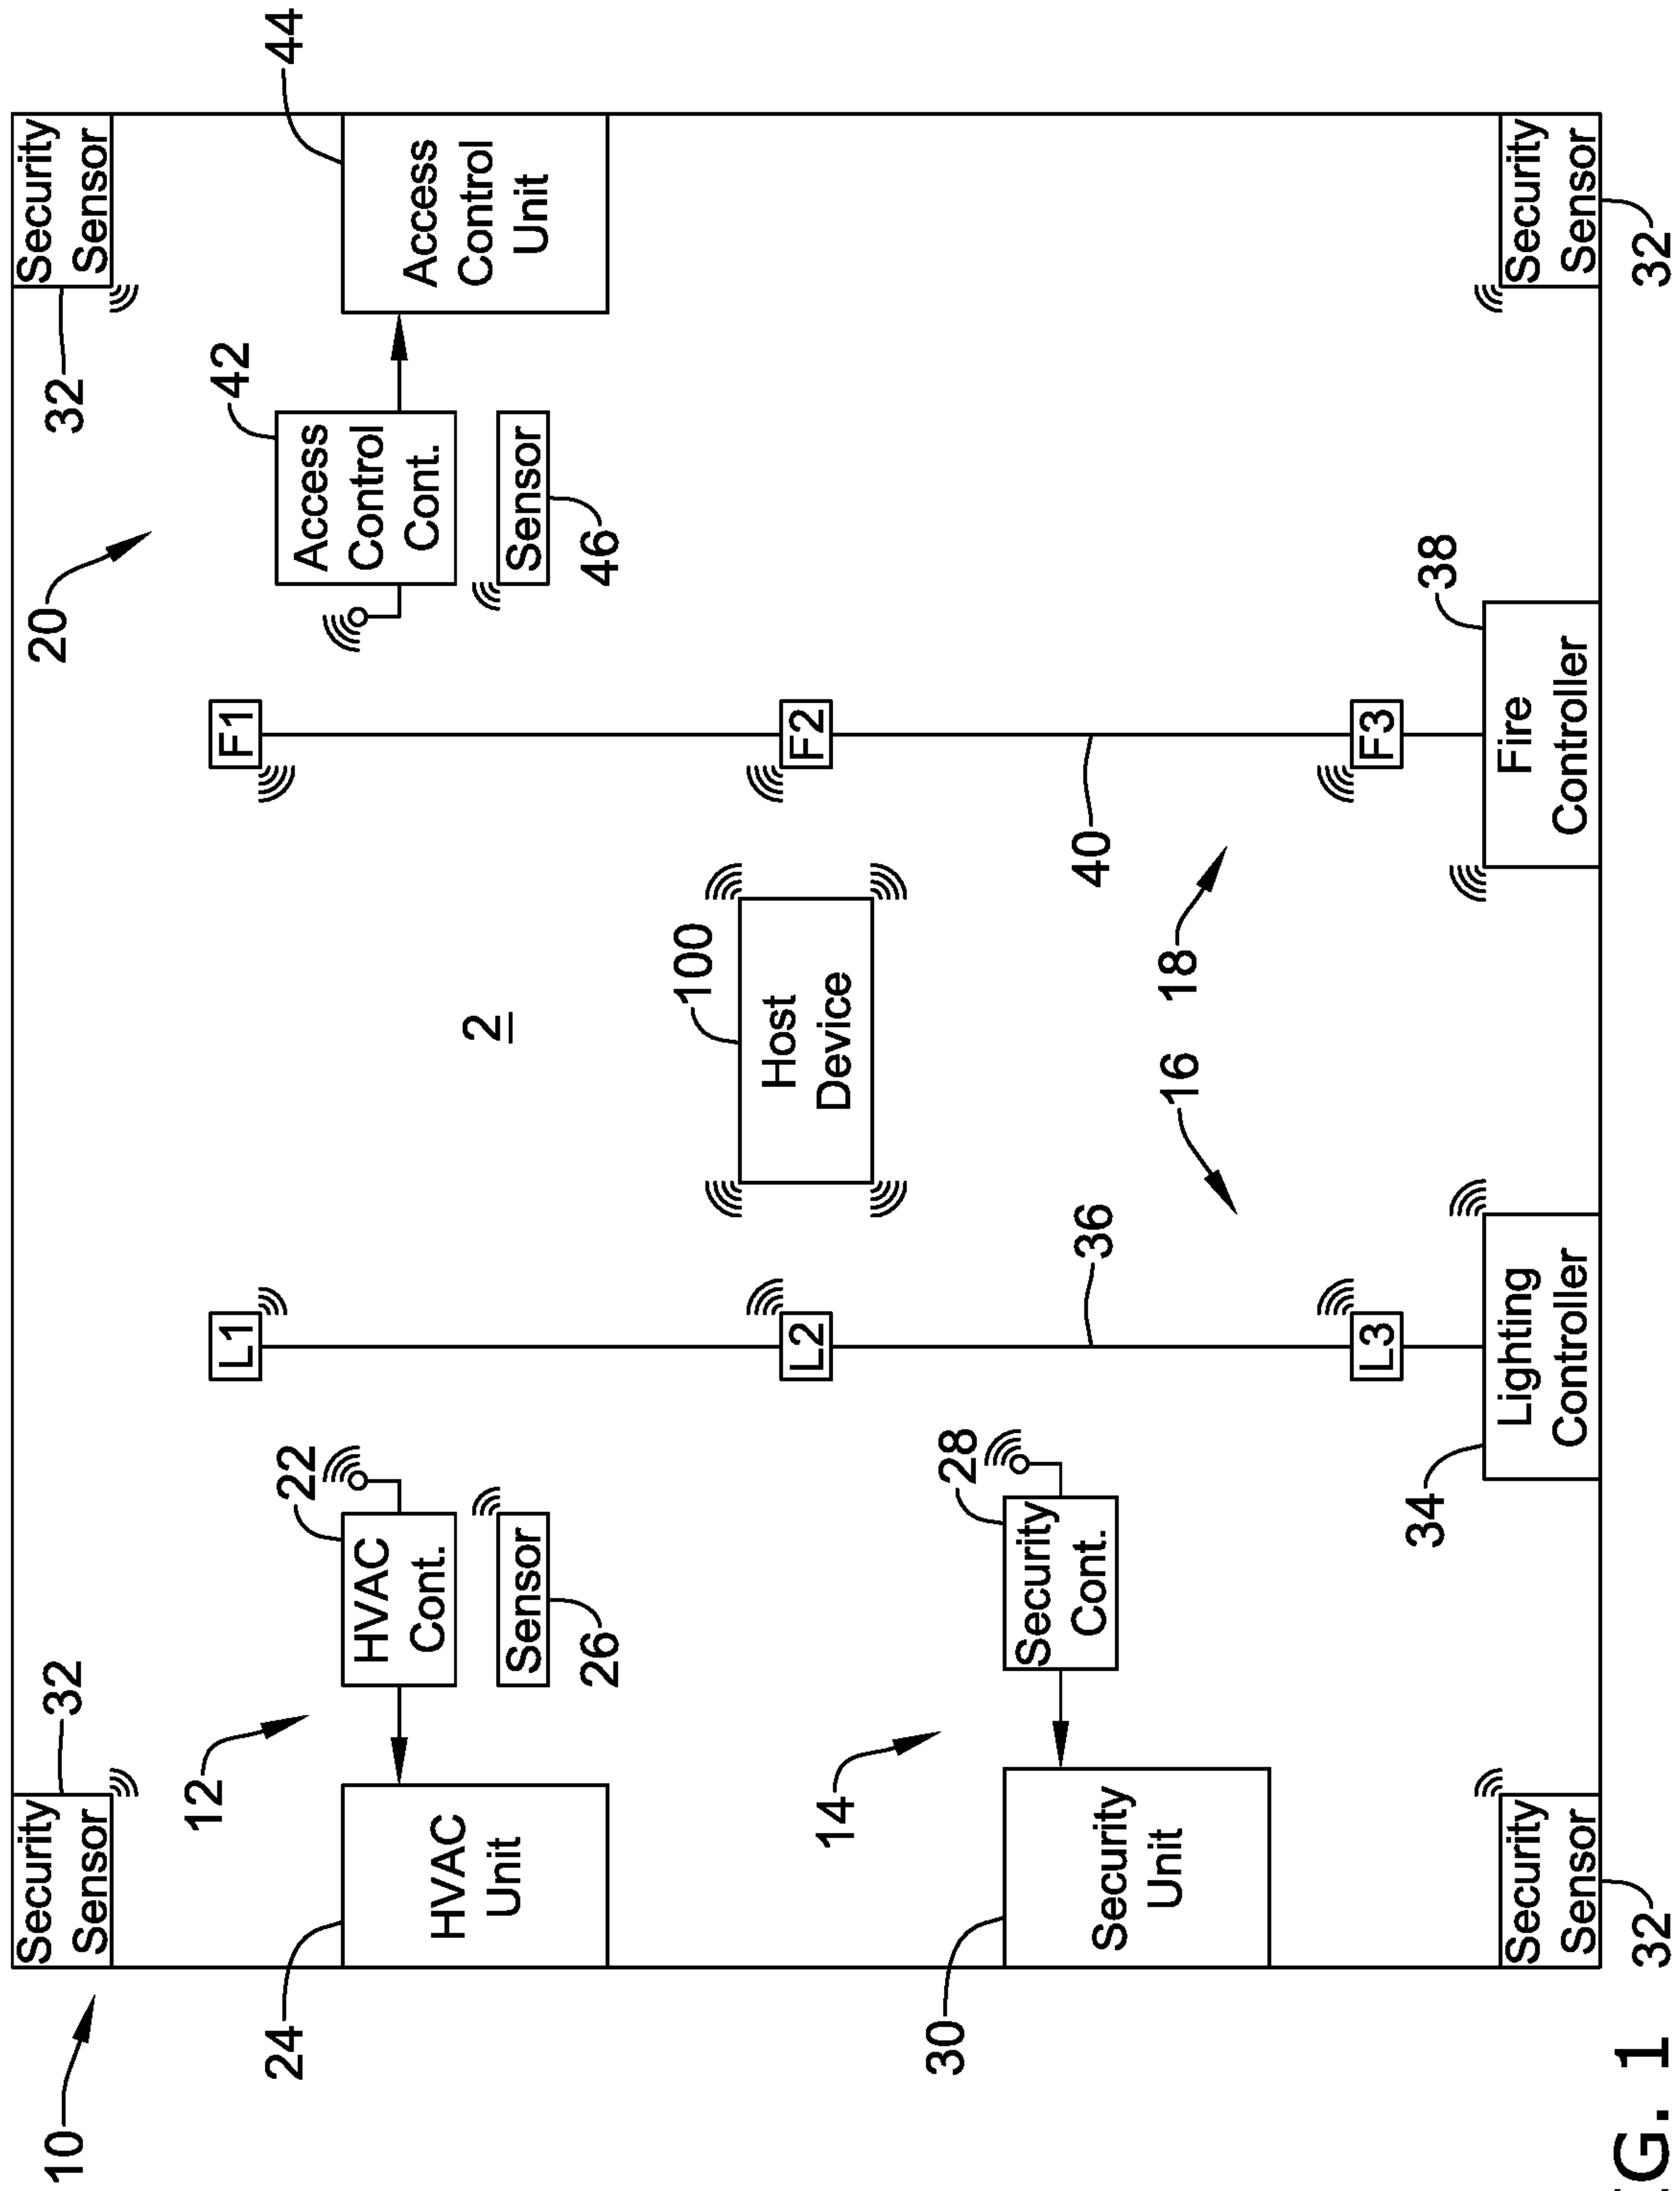 10
Security
Sensor
32
20
32
Security
Sensor
12
42
44
24
22
L1
F1
HVAC
Unit
HVAC
Cont.
Access
Control
Cont.
Access
Control
Unit
Sensor
26
2
Sensor
46
100
Host
Device
L2
F2
14
30
28
Security
Unit
Security
Cont.
36
40
16
18
L3
F3
34
38
Lighting
Controller
Fire
Controller
Security
Sensor
32
Security
Sensor
32
G. 1